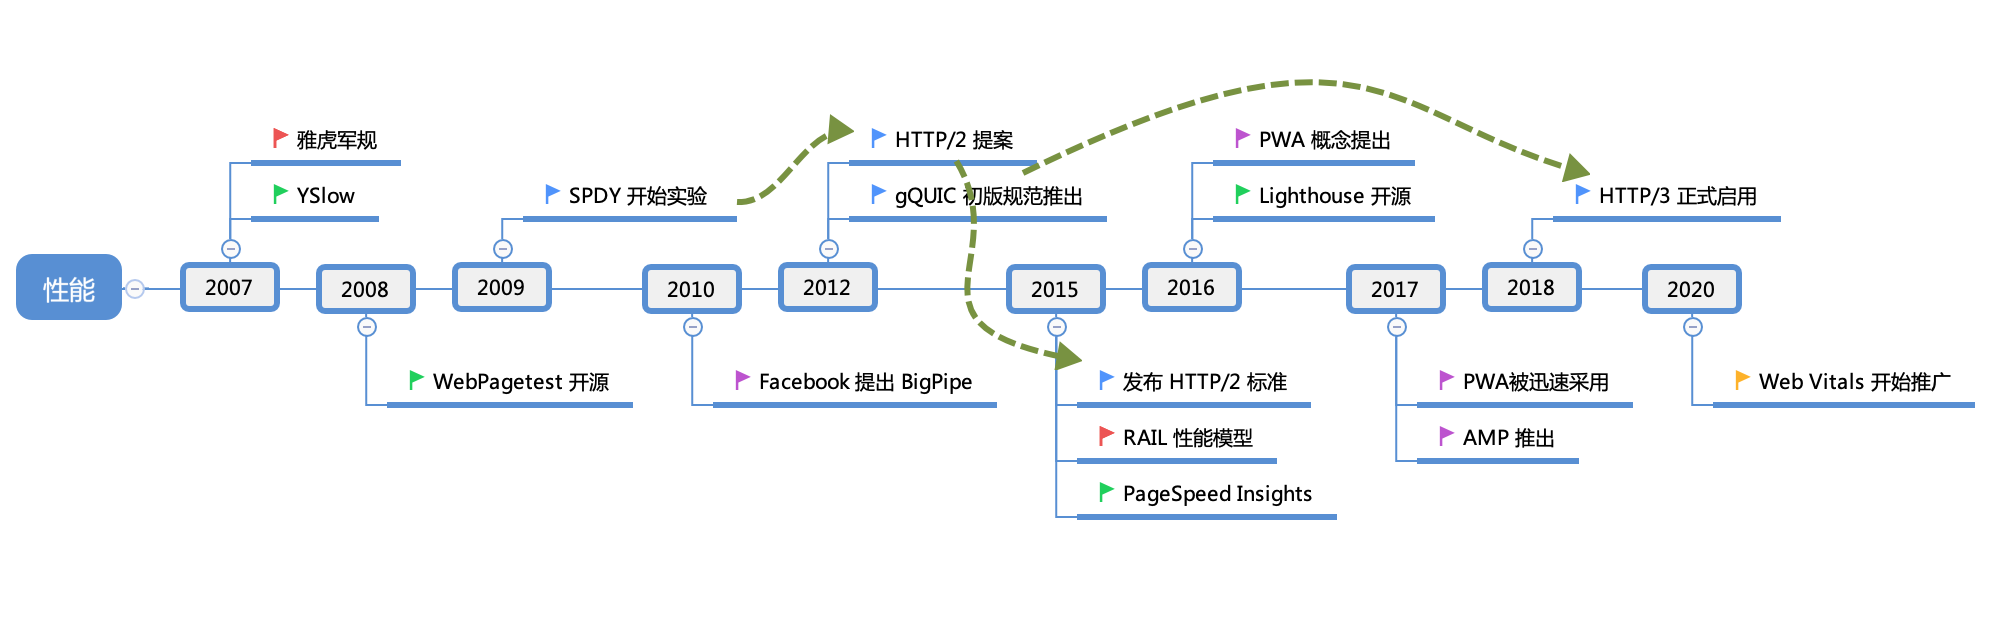 性能
2007
雅虎军规
YSlow
2008
WebPagetest 开源
2009
SPDY 开始实验
2010
Facebook 提出 BigPipe
2012
HTTP/2 提案
gQUIC 初版规范推出
2015
发布 HTTP/2 标准
RAIL 性能模型
PageSpeed Insights
2016
PWA 概念提出
Lighthouse 开源
2017
PWA被迅速采用
AMP 推出
2018
HTTP/3 正式启用
2020
Web Vitals 开始推广